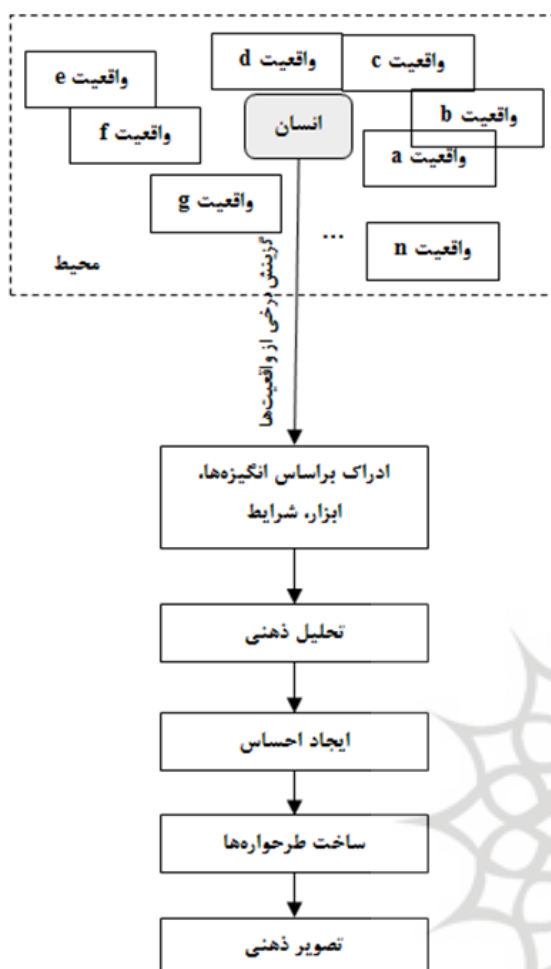 واقعیت d
واقعیت c
واقعیت e
واقعیت b
انسان
واقعیت f
واقعیت a
واقعیت g
...
واقعیت n
محیط
گزینش برخی از واقعیت‌ها
ادراک براساس انگیزه‌ها،
ابزار، شرایط
تحلیل ذهنی
ایجاد احساس
ساخت طرحواره‌ها
تصویر ذهنی